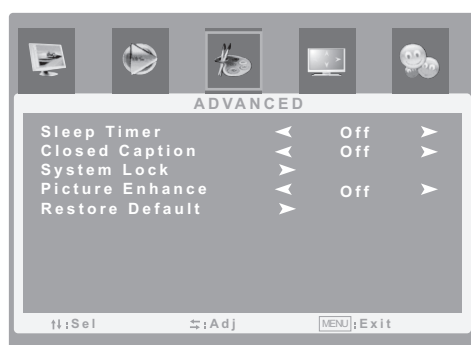 ADVANCED
Sleep Timer Off
Closed Caption Off
System Lock
Picture Enhance Off
Restore Default
:Sel :Adj MENU:Exit